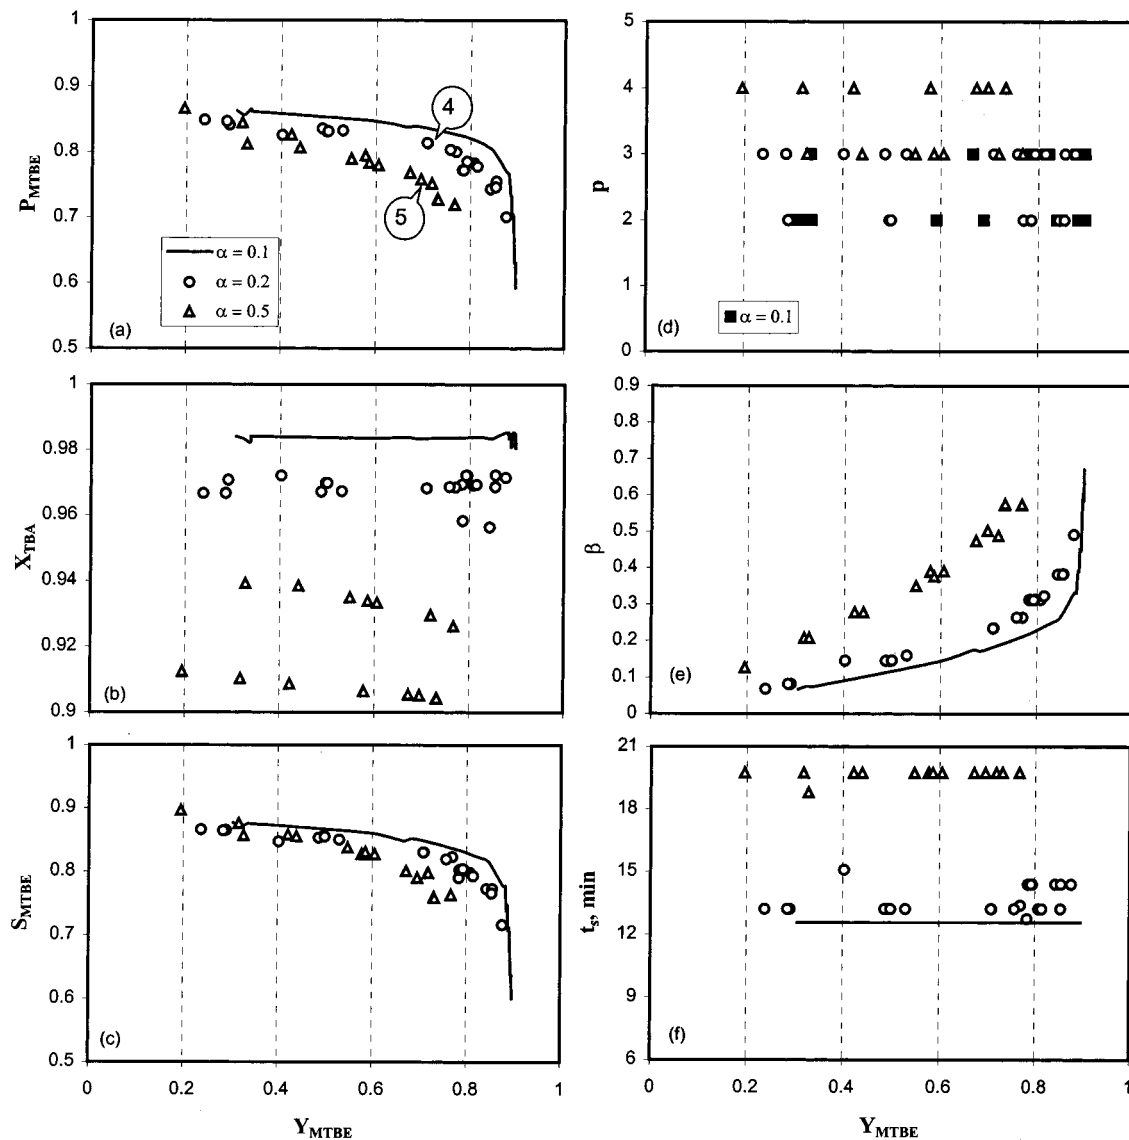 1
0.9
0.8
0.7
0.6
0.5
P_MTBE
4
5
α = 0.1
α = 0.2
α = 0.5
(a)
5
4
3
2
1
0
p
α = 0.1
(d)
1
0.98
0.96
0.94
0.92
0.9
X_TBA
(b)
0.9
0.8
0.7
0.6
0.5
0.4
0.3
0.2
0.1
0
β
(e)
1
0.9
0.8
0.7
0.6
0.5
S_MTBE
(c)
0 0.2 0.4 0.6 0.8 1
Y_MTBE
21
18
15
12
9
6
t_s, min
(f)
0 0.2 0.4 0.6 0.8 1
Y_MTBE